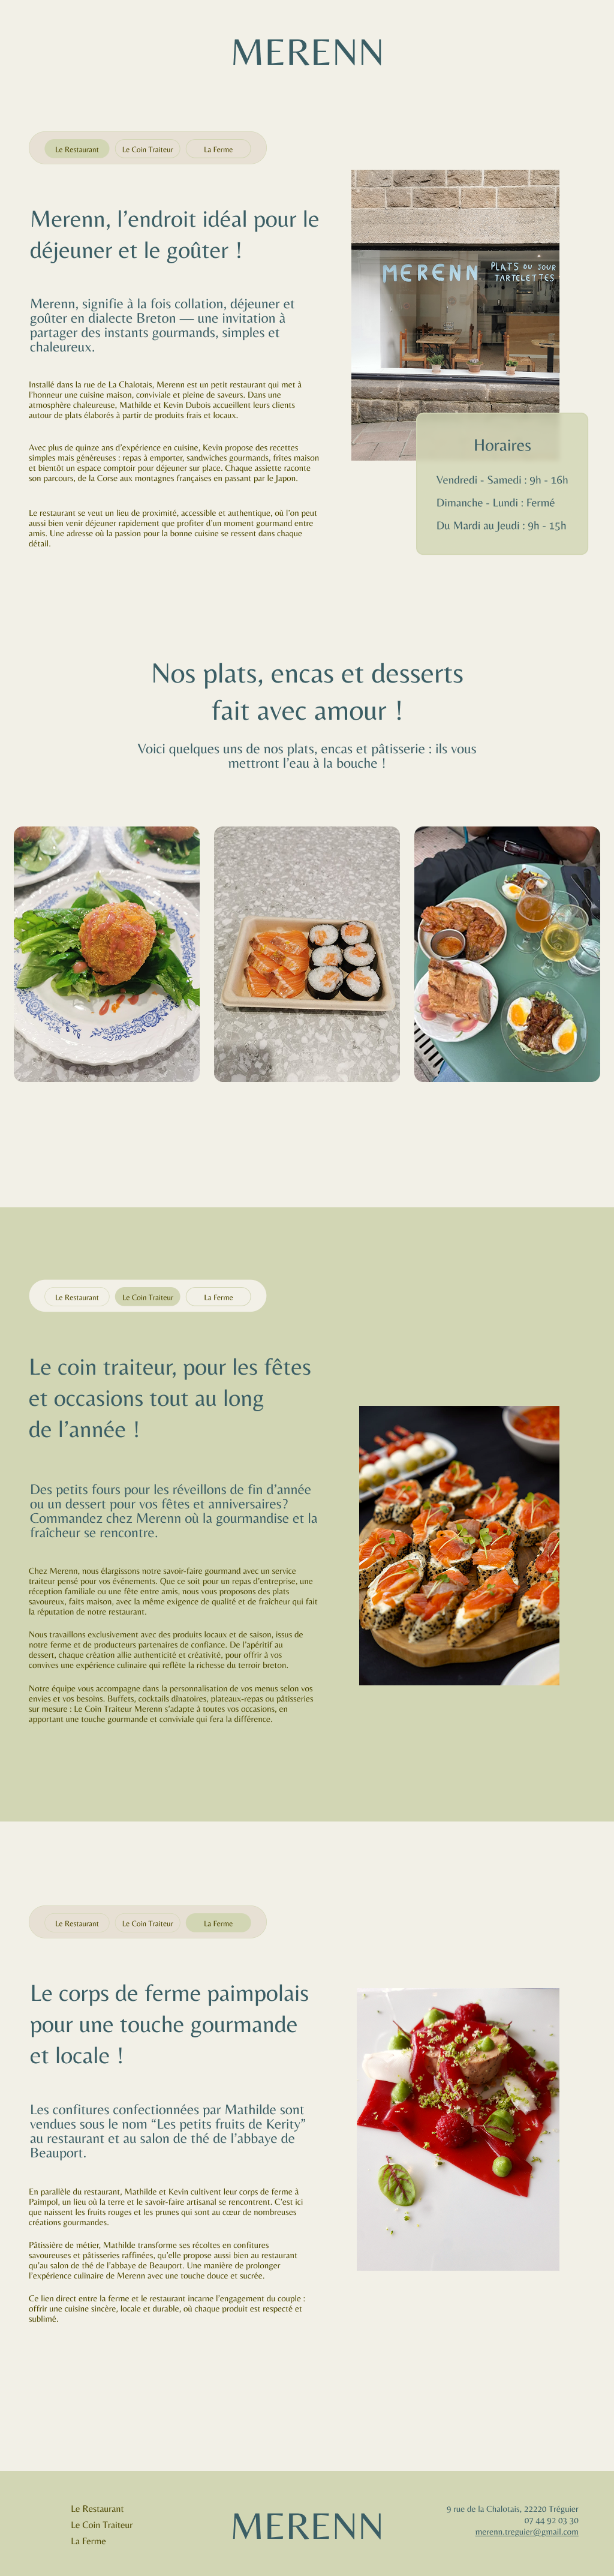 MERENN
Le Restaurant
Le Coin Traiteur
La Ferme
Merenn, l’endroit idéal pour le
déjeuner et le goûter !
Merenn, signifie à la fois collation, déjeuner et
goûter en dialecte Breton — une invitation à
partager des instants gourmands, simples et
chaleureux.
Installé dans la rue de La Chalotais, Merenn est un petit restaurant qui met à
l’honneur une cuisine maison, conviviale et pleine de saveurs. Dans une
atmosphère chaleureuse, Mathilde et Kevin Dubois accueillent leurs clients
autour de plats élaborés à partir de produits frais et locaux.
Avec plus de quinze ans d’expérience en cuisine, Kevin propose des recettes
simples mais généreuses : repas à emporter, sandwiches gourmands, frites maison
et bientôt un espace comptoir pour déjeuner sur place. Chaque assiette raconte
son parcours, de la Corse aux montagnes françaises en passant par le Japon.
Le restaurant se veut un lieu de proximité, accessible et authentique, où l’on peut
aussi bien venir déjeuner rapidement que profiter d’un moment gourmand entre
amis. Une adresse où la passion pour la bonne cuisine se ressent dans chaque
détail.
MERENN
PLATS DU JOUR
TARTELETTES
Horaires
Vendredi - Samedi : 9h - 16h
Dimanche - Lundi : Fermé
Du Mardi au Jeudi : 9h - 15h
Nos plats, encas et desserts
fait avec amour !
Voici quelques uns de nos plats, encas et pâtisserie : ils vous
mettront l’eau à la bouche !
Le Restaurant
Le Coin Traiteur
La Ferme
Le coin traiteur, pour les fêtes
et occasions tout au long
de l’année !
Des petits fours pour les réveillons de fin d’année
ou un dessert pour vos fêtes et anniversaires?
Commandez chez Merenn où la gourmandise et la
fraîcheur se rencontre.
Chez Merenn, nous élargissons notre savoir-faire gourmand avec un service
traiteur pensé pour vos événements. Que ce soit pour un repas d’entreprise, une
réception familiale ou une fête entre amis, nous vous proposons des plats
savoureux, faits maison, avec la même exigence de qualité et de fraîcheur qui fait
la réputation de notre restaurant.
Nous travaillons exclusivement avec des produits locaux et de saison, issus de
notre ferme et de producteurs partenaires de confiance. De l’apéritif au
dessert, chaque création allie authenticité et créativité, pour offrir à vos
convives une expérience culinaire qui reflète la richesse du terroir breton.
Notre équipe vous accompagne dans la personnalisation de vos menus selon vos
envies et vos besoins. Buffets, cocktails dînatoires, plateaux-repas ou pâtisseries
sur mesure : Le Coin Traiteur Merenn s’adapte à toutes vos occasions, en
apportant une touche gourmande et conviviale qui fera la différence.
Le Restaurant
Le Coin Traiteur
La Ferme
Le corps de ferme paimpolais
pour une touche gourmande
et locale !
Les confitures confectionnées par Mathilde sont
vendues sous le nom “Les petits fruits de Kerity”
au restaurant et au salon de thé de l’abbaye de
Beauport.
En parallèle du restaurant, Mathilde et Kevin cultivent leur corps de ferme à
Paimpol, un lieu où la terre et le savoir-faire artisanal se rencontrent. C’est ici
que naissent les fruits rouges et les prunes qui sont au cœur de nombreuses
créations gourmandes.
Pâtissière de métier, Mathilde transforme ses récoltes en confitures
savoureuses et pâtisseries raffinées, qu’elle propose aussi bien au restaurant
qu’au salon de thé de l’abbaye de Beauport. Une manière de prolonger
l’expérience culinaire de Merenn avec une touche douce et sucrée.
Ce lien direct entre la ferme et le restaurant incarne l’engagement du couple :
offrir une cuisine sincère, locale et durable, où chaque produit est respecté et
sublimé.
Le Restaurant
Le Coin Traiteur
La Ferme
MERENN
9 rue de la Chalotais, 22220 Tréguier
07 44 92 03 30
merenn.treguier@gmail.com